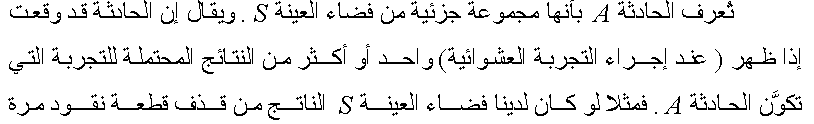 تُعرف الحادثة A بأنها مجموعة جزئية من فضاء العينة S . ويقال إن الحادثة قد وقعت
إذا ظهر ( عند إجراء التجربة العشوائية) واحد أو أكثر من النتائج المحتملة للتجربة التي
تكوَّن الحادثة A . فمثلا لو كان لدينا فضاء العينة S الناتج من قذف قطعة نقود مرة